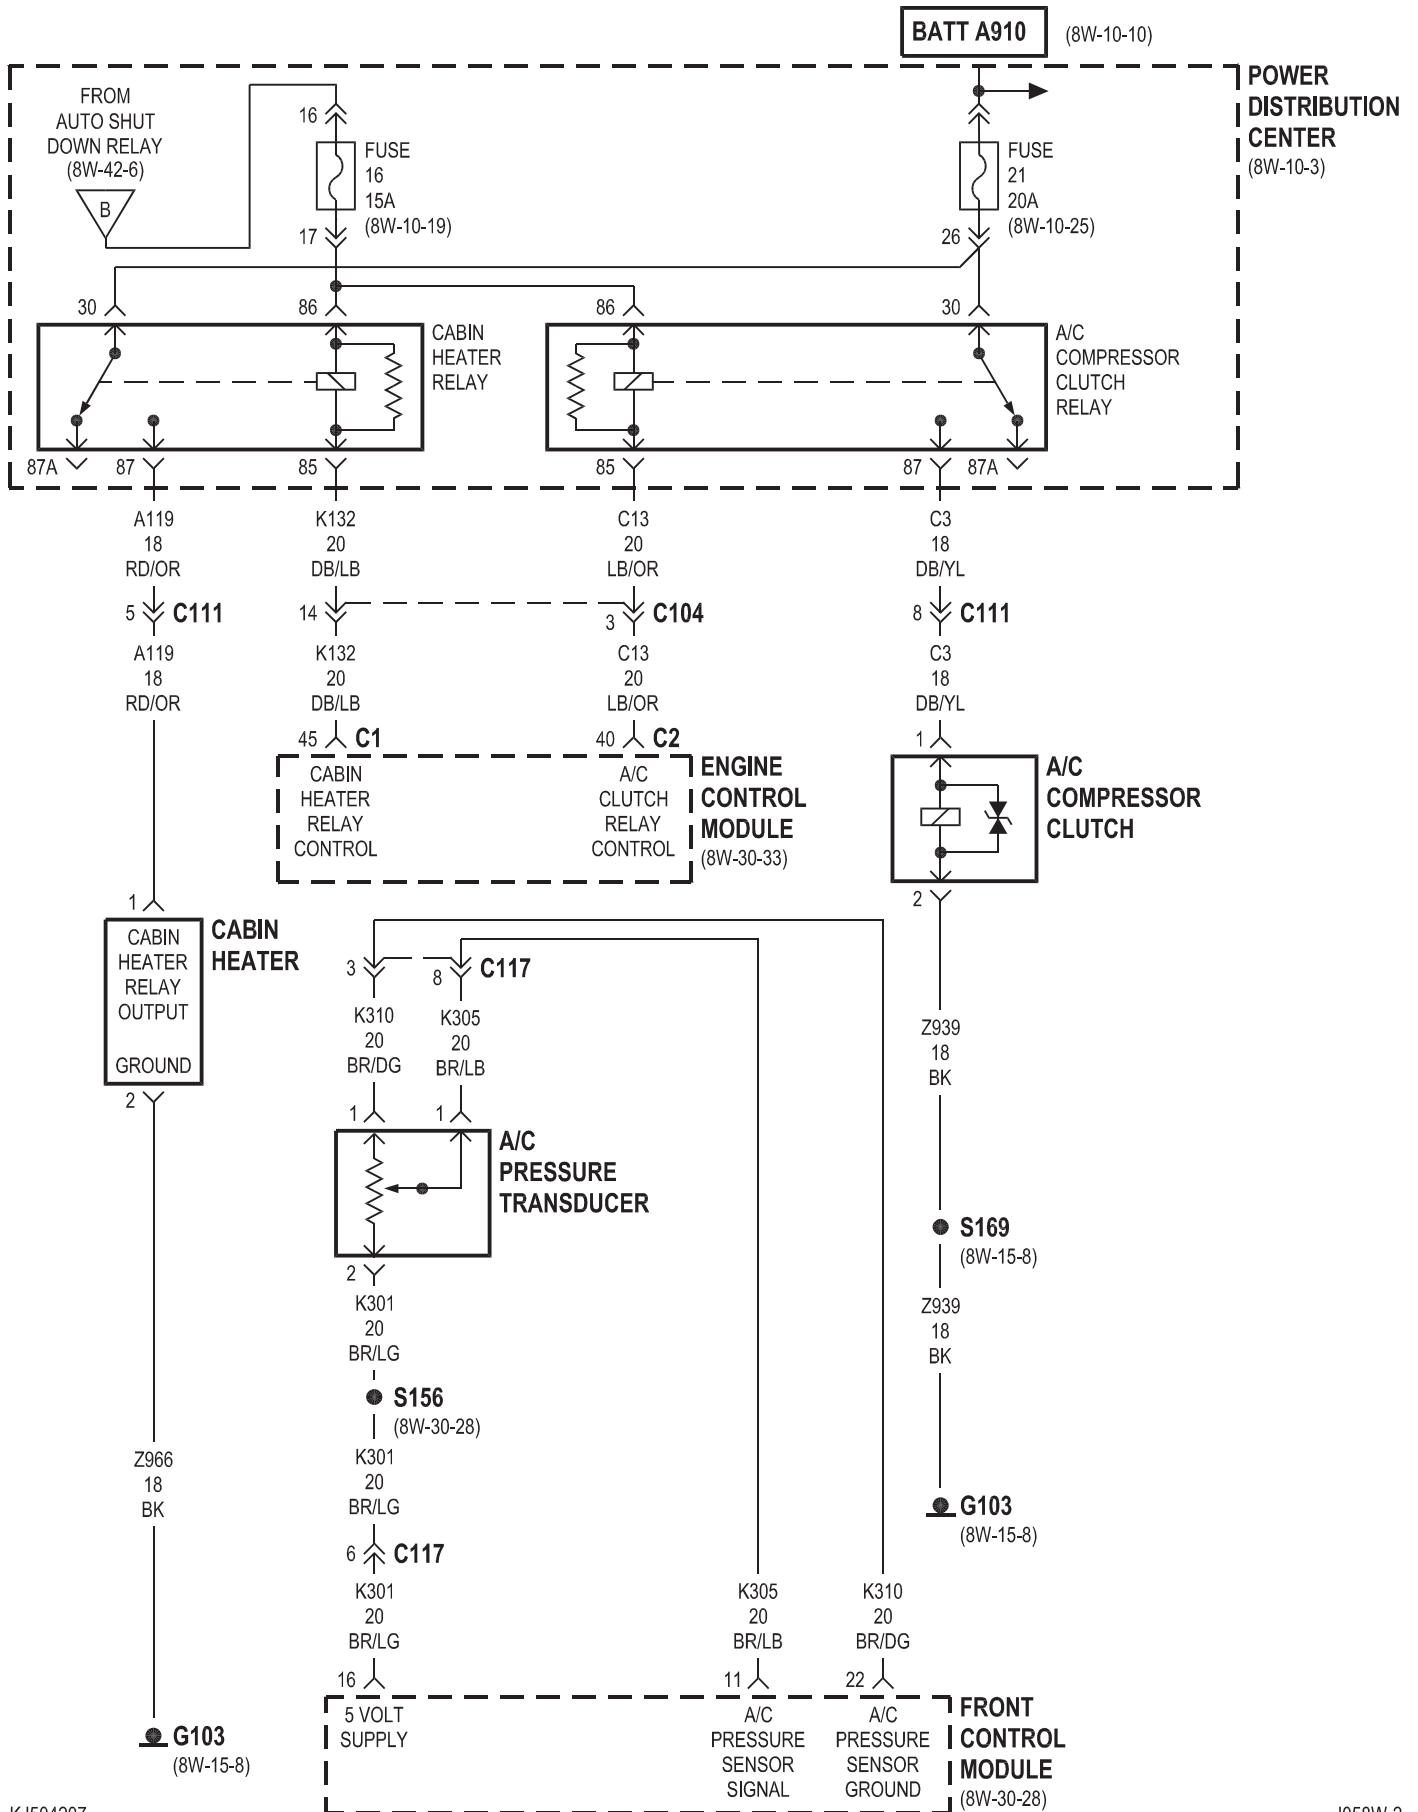 BATT A910 (8W-10-10)
POWER
DISTRIBUTION
CENTER
(8W-10-3)
FROM
AUTO SHUT
DOWN RELAY
(8W-42-6)
B
16
FUSE
16
15A
(8W-10-19)
17
FUSE
21
20A
(8W-10-25)
26
30 86 86 30
CABIN
HEATER
RELAY
A/C
COMPRESSOR
CLUTCH
RELAY
87A 87 85 85 87 87A
A119 K132 C13 C3
18 20 20 18
RD/OR DB/LB LB/OR DB/YL
5 C111 14 3 C104 8 C111
A119 K132 C13 C3
18 20 20 18
RD/OR DB/LB LB/OR DB/YL
45 C1 40 C2 1
CABIN
HEATER
RELAY
CONTROL
A/C
CLUTCH
RELAY
CONTROL
ENGINE
CONTROL
MODULE
(8W-30-33)
A/C
COMPRESSOR
CLUTCH
2
1
CABIN
HEATER
RELAY
OUTPUT
GROUND
CABIN
HEATER
2
3 8 C117
K310 K305
20 20
BR/DG BR/LB
1 1
A/C
PRESSURE
TRANSDUCER
2
K301
20
BR/LG
S156
(8W-30-28)
K301
20
BR/LG
6 C117
K301
20
BR/LG
16
Z939
18
BK
S169
(8W-15-8)
Z939
18
BK
G103
(8W-15-8)
Z966
18
BK
G103
(8W-15-8)
K305 K310
20 20
BR/LB BR/DG
11 22
5 VOLT
SUPPLY
A/C
PRESSURE
SENSOR
SIGNAL
A/C
PRESSURE
SENSOR
GROUND
FRONT
CONTROL
MODULE
(8W-30-28)